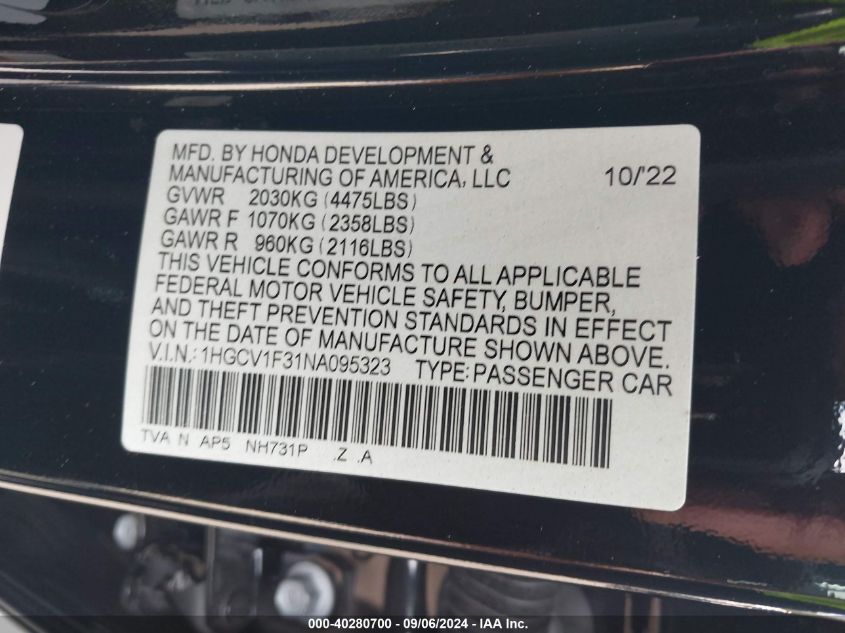 MFD. BY HONDA DEVELOPMENT &
MANUFACTURING OF AMERICA, LLC 10/'22
GVWR 2030KG (4475LBS)
GAWR F 1070KG (2358LBS)
GAWR R 960KG (2116LBS)
THIS VEHICLE CONFORMS TO ALL APPLICABLE
FEDERAL MOTOR VEHICLE SAFETY, BUMPER,
AND THEFT PREVENTION STANDARDS IN EFFECT
ON THE DATE OF MANUFACTURE SHOWN ABOVE.
V.I.N.: 1HGCV1F31NA095323 TYPE: PASSENGER CAR
TVA N AP5 NH731P .Z .A
000-40280700 - 09/06/2024 - IAA Inc.